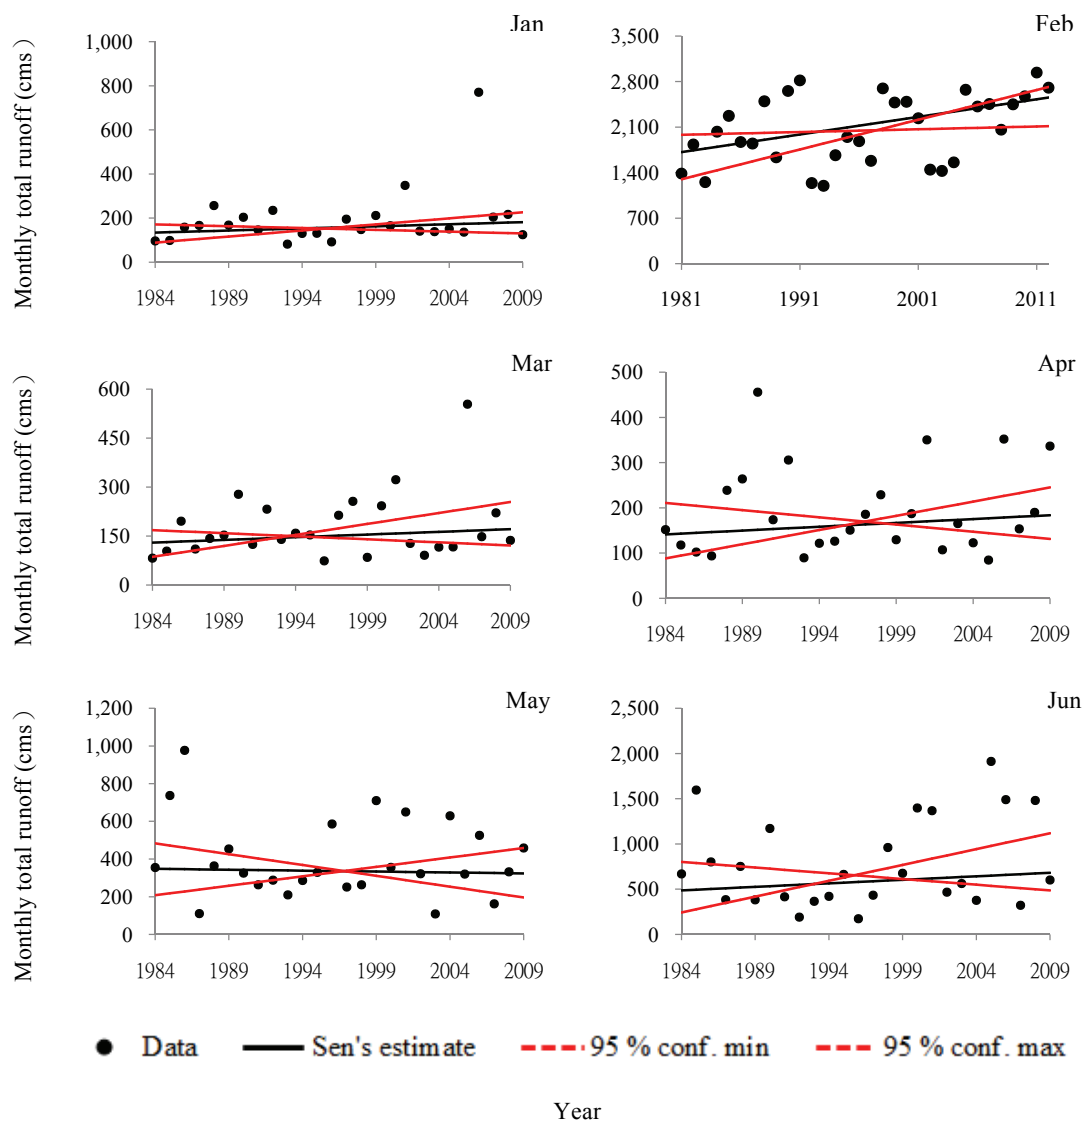 Jan
Monthly total runoff (cms)
1,000
800
600
400
200
0
1984 1989 1994 1999 2004 2009
Feb
3,500
2,800
2,100
1,400
700
0
1981 1991 2001 2011
Mar
Monthly total runoff (cms)
600
450
300
150
0
1984 1989 1994 1999 2004 2009
Apr
500
400
300
200
100
0
1984 1989 1994 1999 2004 2009
May
Monthly total runoff (cms)
1,200
1,000
800
600
400
200
0
1984 1989 1994 1999 2004 2009
Jun
2,500
2,000
1,500
1,000
500
0
1984 1989 1994 1999 2004 2009
Data Sen's estimate 95 % conf. min 95 % conf. max
Year